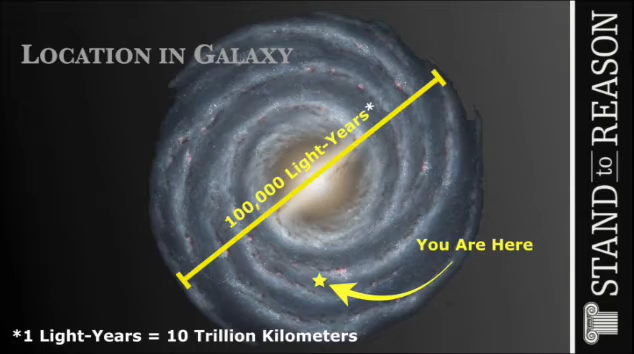 LOCATION IN GALAXY
100,000 Light-Years*
You Are Here
*1 Light-Years = 10 Trillion Kilometers
STAND to REASON